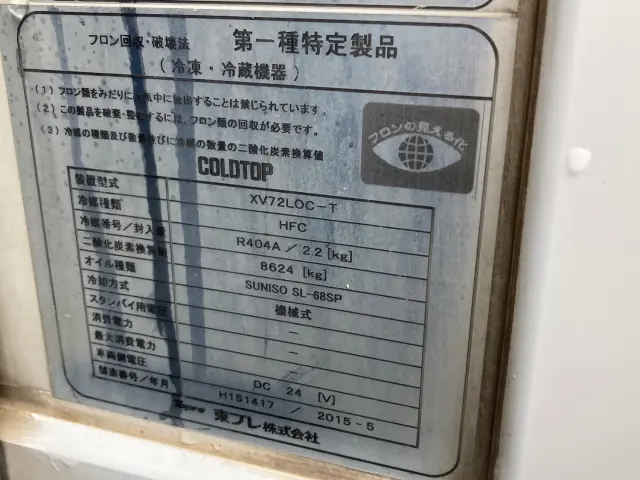 フロン回収・破壊法 第一種特定製品
(冷凍・冷蔵機器)
(1)フロン類をみだりに大気中に放出することは禁じられています。
(2)この製品を破棄・整備するには、フロン類の回収が必要です。
(3)冷媒の種類及び数量並びに冷媒の数量の二酸化炭素換算値
フロンの見える化
COLDTOP
装置型式 XV72LOC-T
冷媒種類 HFC
冷媒番号/封入量 R404A / 2.2 [kg]
二酸化炭素換算値 8624 [kg]
オイル種類 SUNISO SL-68SP
冷却方式 機械式
スタンバイ用電圧 -
消費電力 -
最大消費電力 -
車両側電圧 DC 24 [V]
製造番号/年月 H151417 / 2015-5
Topre 東プレ株式会社